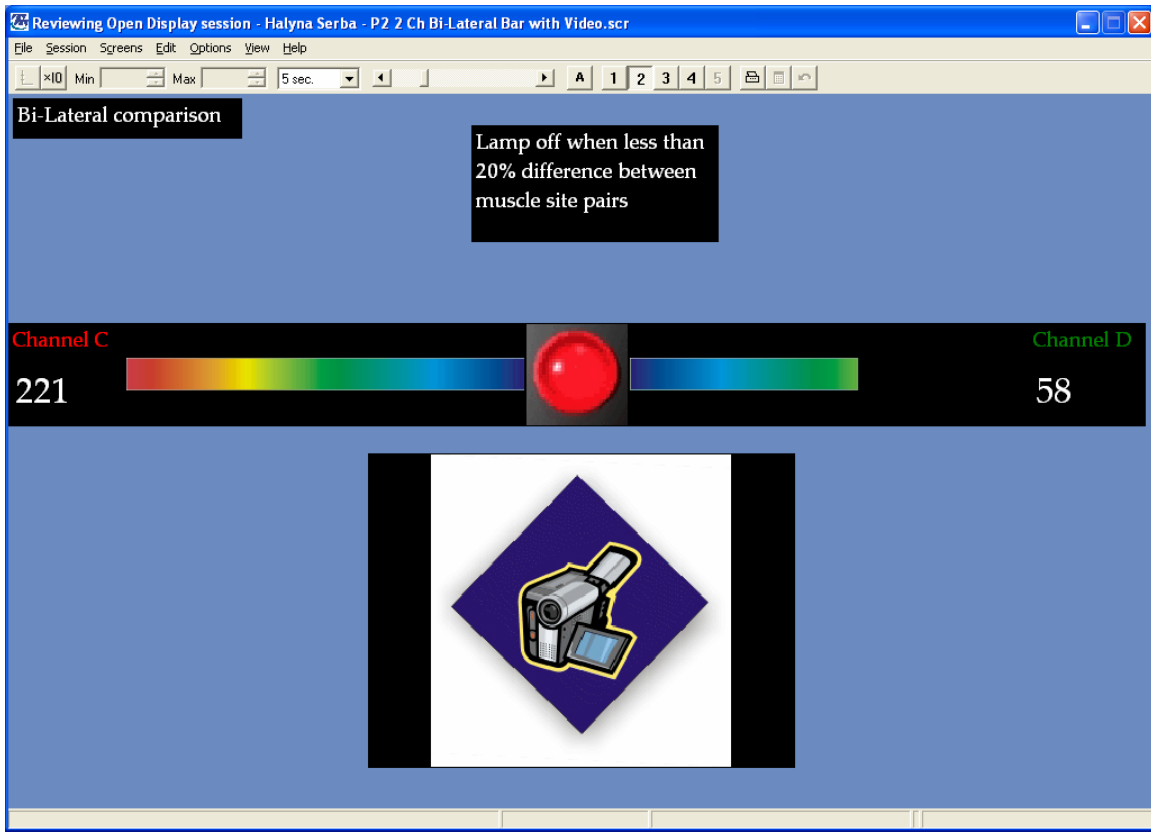 Reviewing Open Display session - Halyna Serba - P2 2 Ch Bi-Lateral Bar with Video.scr
File Session Screens Edit Options View Help
×10 Min Max 5 sec. A 1 2 3 4 5
Bi-Lateral comparison
Lamp off when less than
20% difference between
muscle site pairs
Channel C
Channel D
221
58